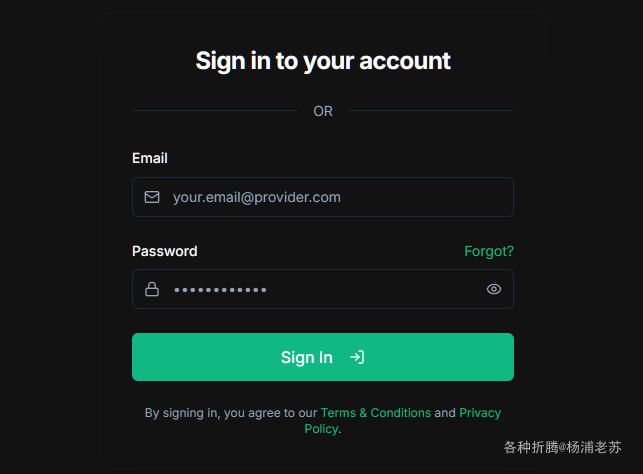 Sign in to your account
OR
Email
your.email@provider.com
Password Forgot?
••••••••••••
Sign In
By signing in, you agree to our Terms & Conditions and Privacy
Policy.
各种折腾@杨浦老苏